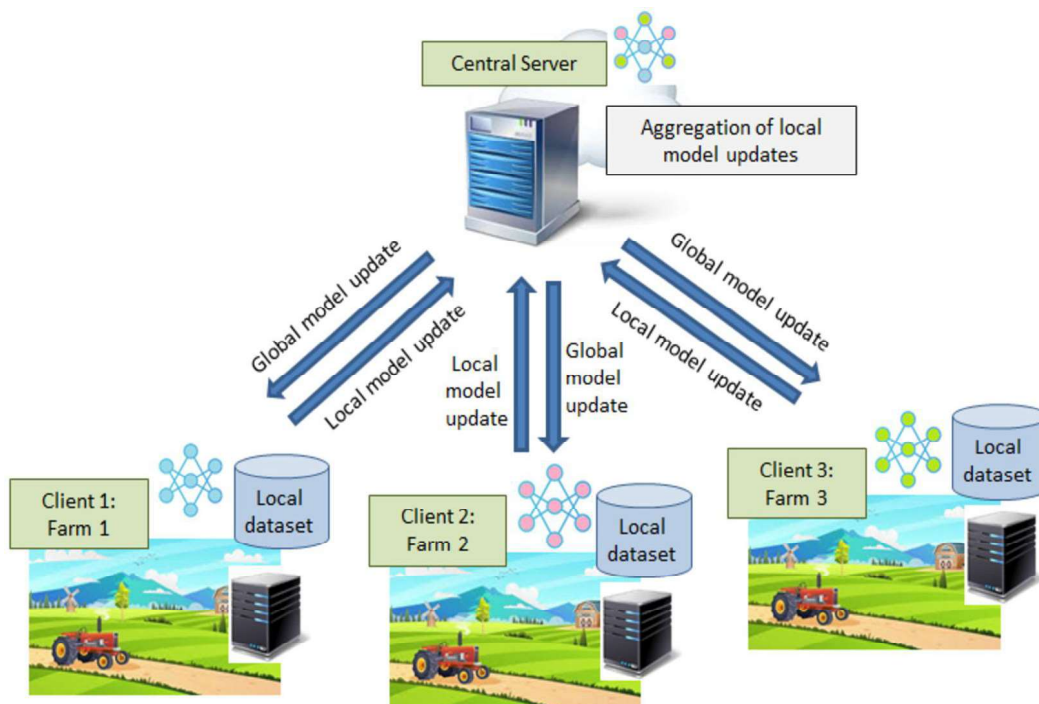 Central Server
Aggregation of local
model updates
Global model update
Local model update
Local
model
update
Global
model
update
Global model update
Local model update
Client 1:
Farm 1
Local
dataset
Client 2:
Farm 2
Local
dataset
Client 3:
Farm 3
Local
dataset